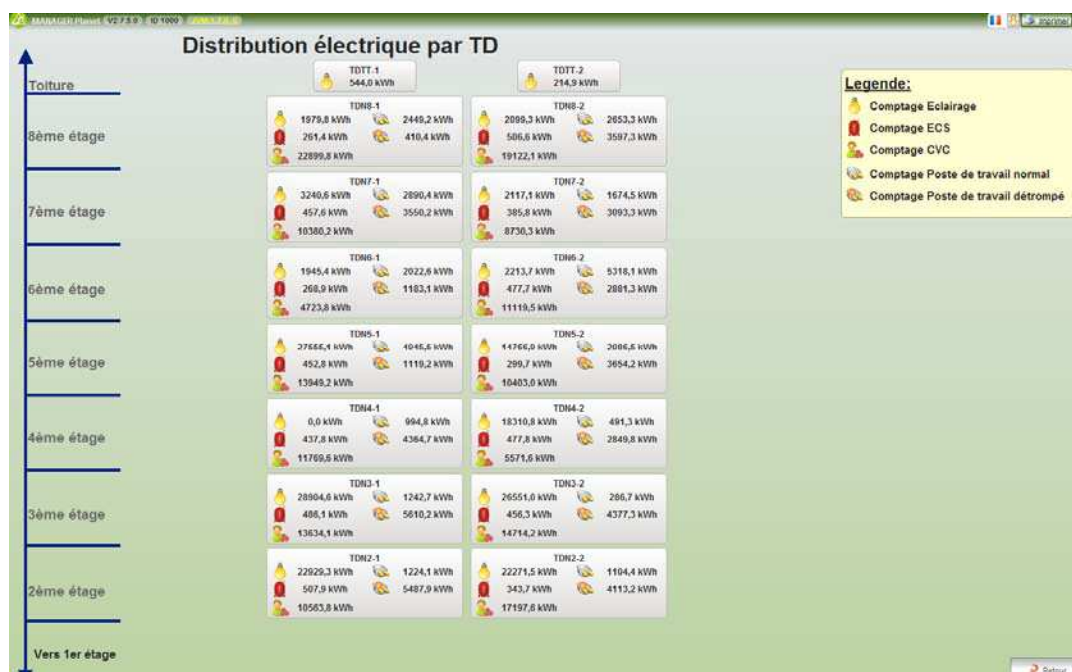 MANAGER Planet V2.7.5.0 ID 1000
Imprimer
Distribution électrique par TD
Toiture
TDTT-1
544,0 kWh
TDTT-2
214,9 kWh
Legende:
Comptage Eclairage
Comptage ECS
Comptage CVC
Comptage Poste de travail normal
Comptage Poste de travail détrompé
8ème étage
TDN8-1
1979,8 kWh 2449,2 kWh
261,4 kWh 410,4 kWh
22899,8 kWh
TDN8-2
2099,3 kWh 2653,3 kWh
506,6 kWh 3597,3 kWh
19122,1 kWh
7ème étage
TDN7-1
3240,6 kWh 2890,4 kWh
457,6 kWh 3550,2 kWh
10380,2 kWh
TDN7-2
2117,1 kWh 1674,5 kWh
385,8 kWh 3093,3 kWh
8730,3 kWh
6ème étage
TDN6-1
1945,4 kWh 2022,6 kWh
268,9 kWh 1183,1 kWh
4723,8 kWh
TDN6-2
2213,7 kWh 5318,1 kWh
477,7 kWh 2881,3 kWh
11119,5 kWh
5ème étage
TDN5-1
kWh kWh
452,8 kWh 1119,2 kWh
13949,2 kWh
TDN5-2
kWh kWh
299,7 kWh 3654,2 kWh
10403,0 kWh
4ème étage
TDN4-1
0,0 kWh 994,8 kWh
437,8 kWh 4364,7 kWh
11769,6 kWh
TDN4-2
18310,8 kWh 491,3 kWh
477,8 kWh 2849,8 kWh
5571,6 kWh
3ème étage
TDN3-1
28904,6 kWh 1242,7 kWh
486,1 kWh 5610,2 kWh
13634,1 kWh
TDN3-2
26551,0 kWh 286,7 kWh
456,3 kWh 4377,3 kWh
14714,2 kWh
2ème étage
TDN2-1
22929,3 kWh 1224,1 kWh
507,9 kWh 5487,9 kWh
10563,8 kWh
TDN2-2
22271,5 kWh 1104,4 kWh
343,7 kWh 4113,2 kWh
17197,6 kWh
Vers 1er étage
Retour